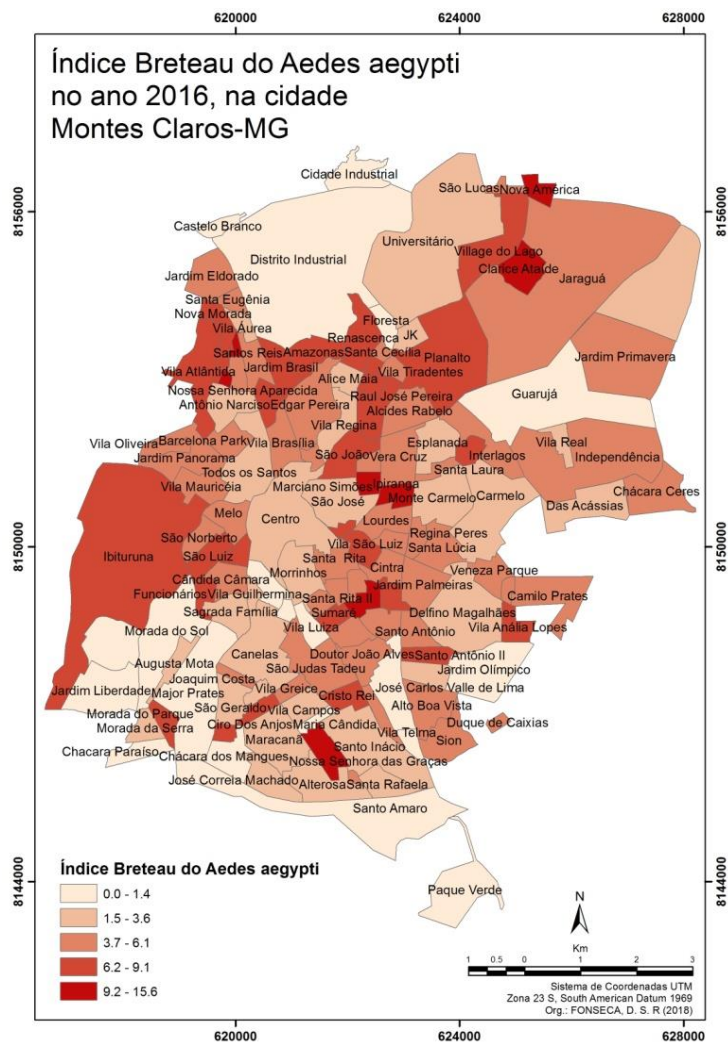 620000
624000
628000
Índice Breteau do Aedes aegypti
no ano 2016, na cidade
Montes Claros-MG
Cidade Industrial
São Lucas
Nova América
8156000
8156000
Castelo Branco
Universitário
Village do Lago
Distrito Industrial
Clarice Ataíde
Jaraguá
Jardim Eldorado
Santa Eugênia
Nova Morada
Floresta
Vila Áurea
Renascença
JK
Santos Reis
Amazonas
Santa Cecília
Planalto
Jardim Primavera
Jardim Brasil
Vila Atlântida
Alice Maia
Vila Tiradentes
Nossa Senhora Aparecida
Raul José Pereira
Guarujá
Antônio Narciso
Edgar Pereira
Alcides Rabelo
Vila Regina
Vila Oliveira
Barcelona Park
Vila Brasília
Esplanada
Vila Real
Jardim Panorama
São João
Vera Cruz
Interlagos
Independência
Todos os Santos
Santa Laura
Vila Mauricéia
Marciano Simões
Ipiranga
Chácara Ceres
São José
Monte Carmelo
Carmelo
Das Acássias
Melo
Centro
Lourdes
8150000
8150000
São Norberto
Regina Peres
Ibituruna
São Luiz
Vila São Luiz
Santa Lúcia
Santa Rita
Cândida Câmara
Morrinhos
Cintra
Veneza Parque
Funcionários
Vila Guilhermina
Santa Rita II
Jardim Palmeiras
Camilo Prates
Sagrada Família
Sumaré
Delfino Magalhães
Morada do Sol
Vila Luiza
Santo Antônio
Vila Anália Lopes
Augusta Mota
Canelas
Doutor João Alves
Santo Antônio II
Joaquim Costa
São Judas Tadeu
Jardim Olímpico
Jardim Liberdade
Major Prates
Vila Greice
José Carlos
Valle de Lima
Morada do Parque
São Geraldo
Vila Campos
Cristo Rei
Alto Boa Vista
Morada da Serra
Ciro Dos Anjos
Maria Cândida
Vila Telma
Duque de Caixias
Maracanã
Santo Inácio
Sion
Chacara Paraíso
Chácara dos Mangues
Nossa Senhora das Graças
José Correia Machado
Alterosa
Santa Rafaela
Santo Amaro
Índice Breteau do Aedes aegypti
8144000
8144000
0.0 - 1.4
Paque Verde
1.5 - 3.6
N
3.7 - 6.1
Km
6.2 - 9.1
1 0.5 0 1 2 3
9.2 - 15.6
Sistema de Coordenadas UTM
Zona 23 S, South American Datum 1969
Org.: FONSECA, D. S. R (2018)
620000
624000
628000